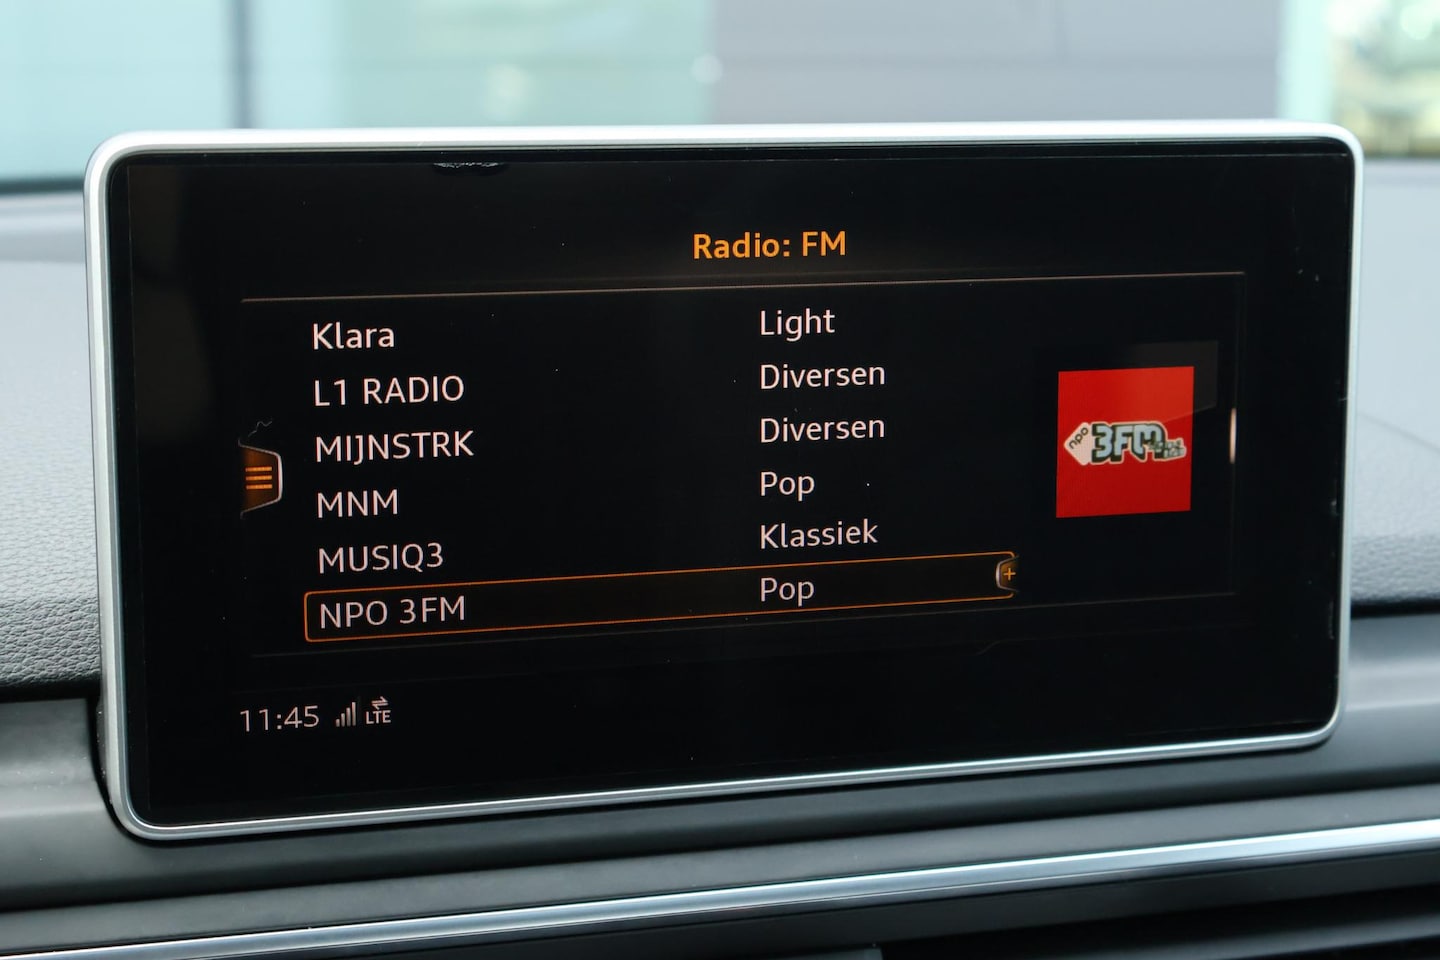 Radio: FM
Klara Light
L1 RADIO Diversen
MIJNSTRK Diversen
MNM Pop
MUSIQ3 Klassiek
NPO 3FM Pop
npo 3FM
11:45 LTE